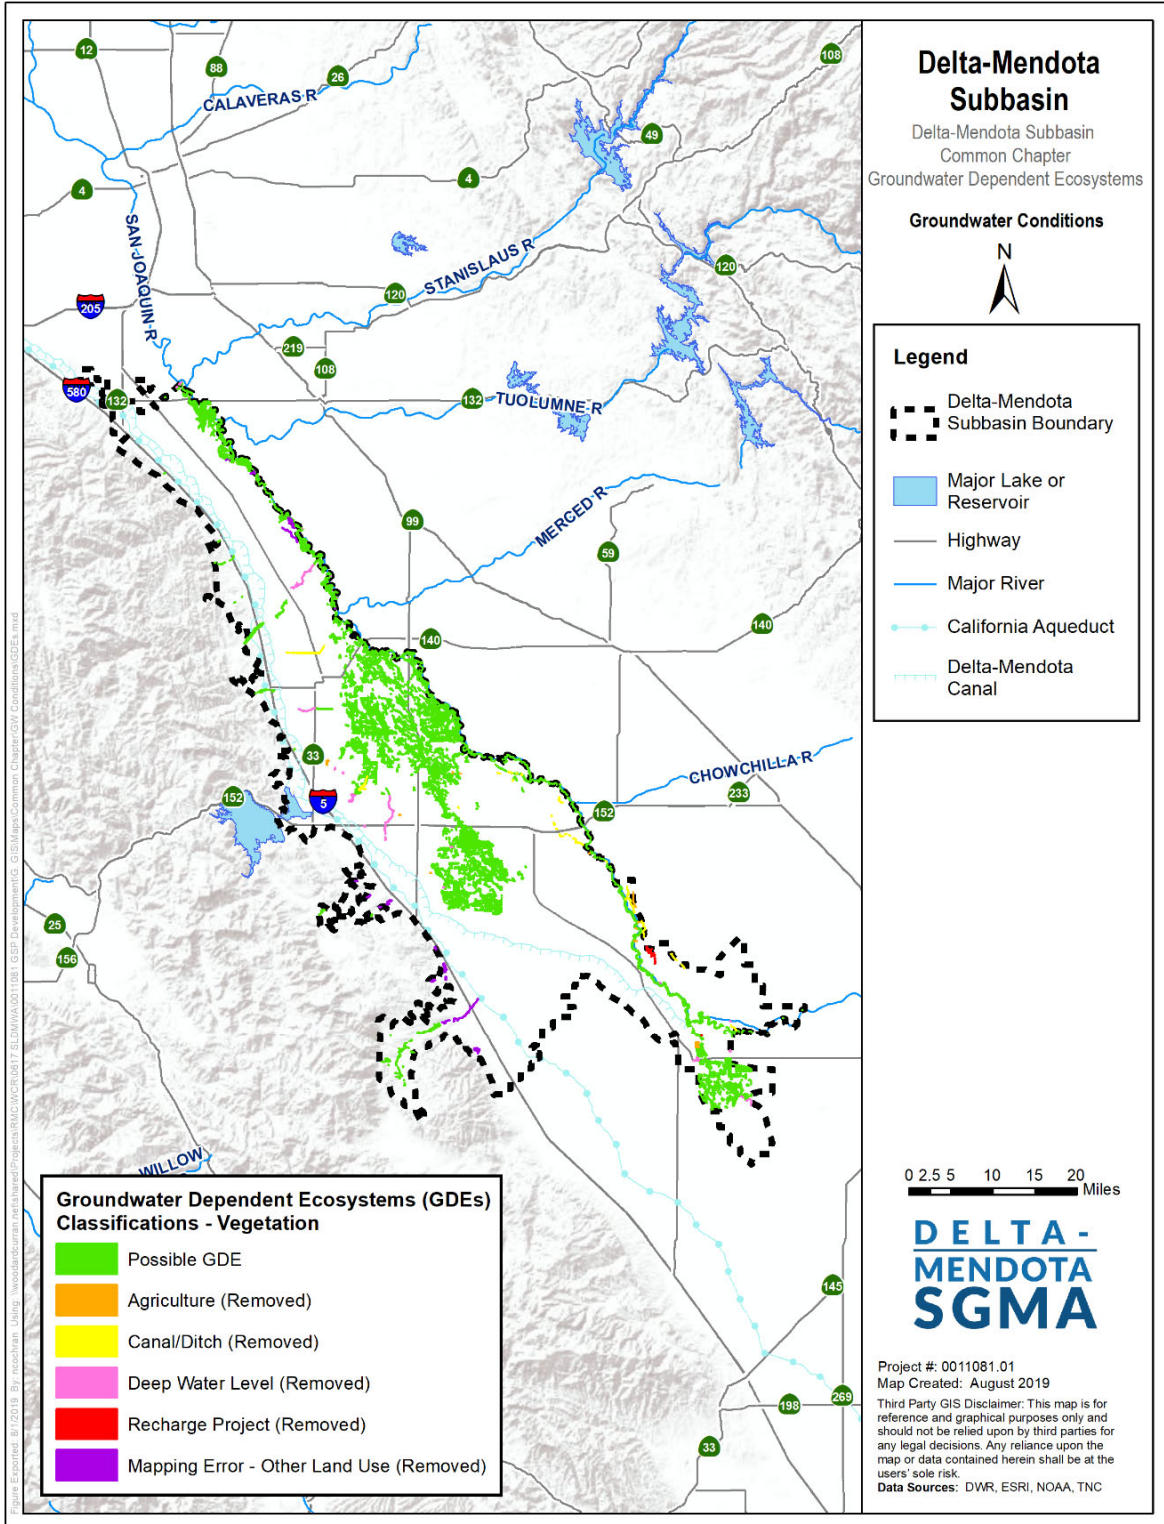 Delta-Mendota
Subbasin
Delta-Mendota Subbasin
Common Chapter
Groundwater Dependent Ecosystems
Groundwater Conditions
N
Legend
Delta-Mendota
Subbasin Boundary
Major Lake or
Reservoir
Highway
Major River
California Aqueduct
Delta-Mendota
Canal
12
88
26
108
CALAVERAS R
49
4
4
SAN JOAQUIN R
STANISLAUS R
120
120
205
219
108
580
132
132
TUOLUMNE R
99
MERCED R
59
140
140
33
CHOWCHILLA R
152
5
152
233
25
156
WILLOW
145
198
269
33
Groundwater Dependent Ecosystems (GDEs)
Classifications - Vegetation
Possible GDE
Agriculture (Removed)
Canal/Ditch (Removed)
Deep Water Level (Removed)
Recharge Project (Removed)
Mapping Error - Other Land Use (Removed)
0 2.5 5 10 15 20
Miles
DELTA-
MENDOTA
SGMA
Project #: 0011081.01
Map Created: August 2019
Third Party GIS Disclaimer: This map is for
reference and graphical purposes only and
should not be relied upon by third parties for
any legal decisions. Any reliance upon the
map or data contained herein shall be at the
users' sole risk.
Data Sources: DWR, ESRI, NOAA, TNC